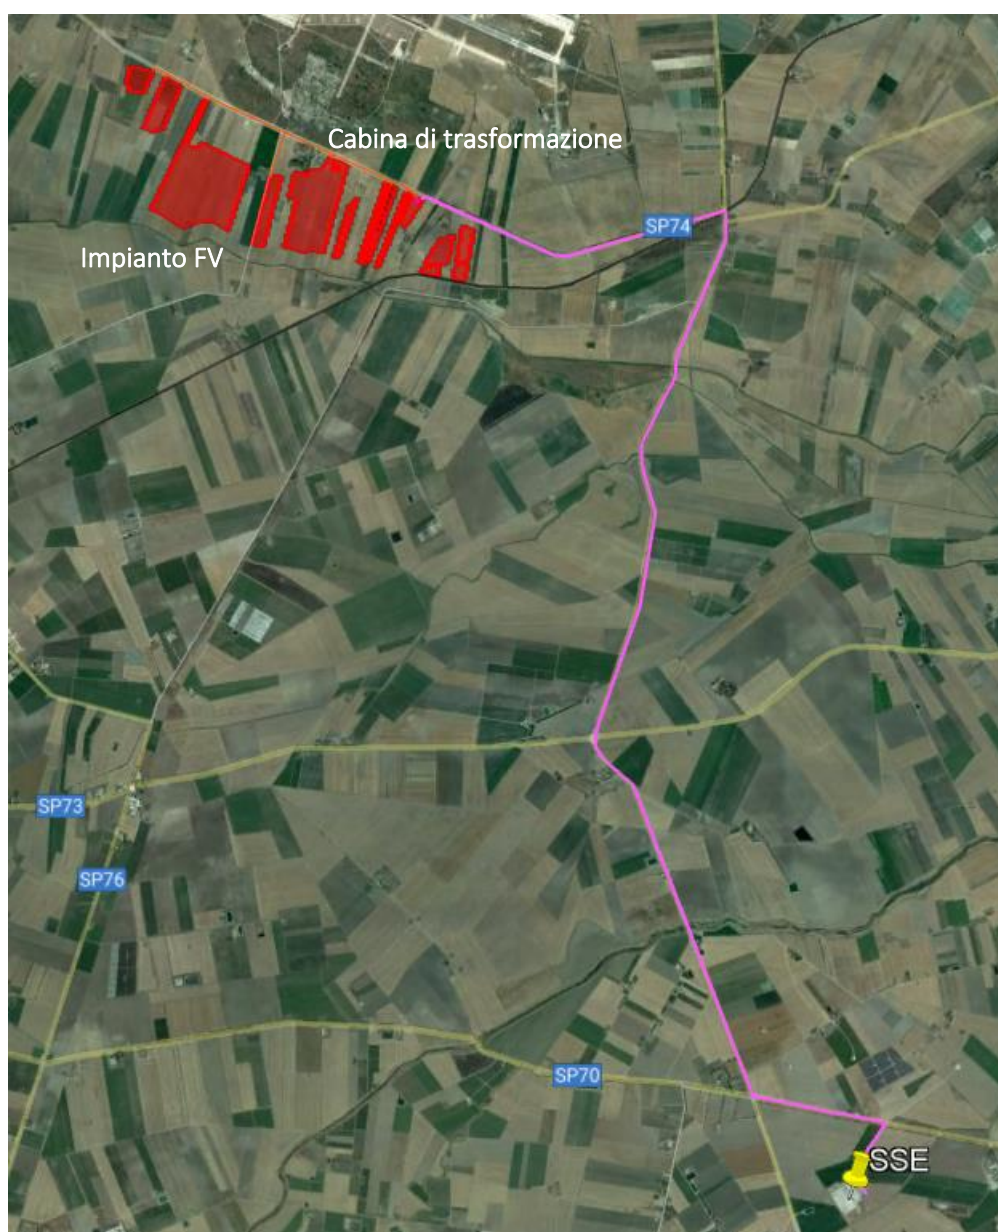 Cabina di trasformazione
SP74
Impianto FV
SP73
SP76
SP70
SSE